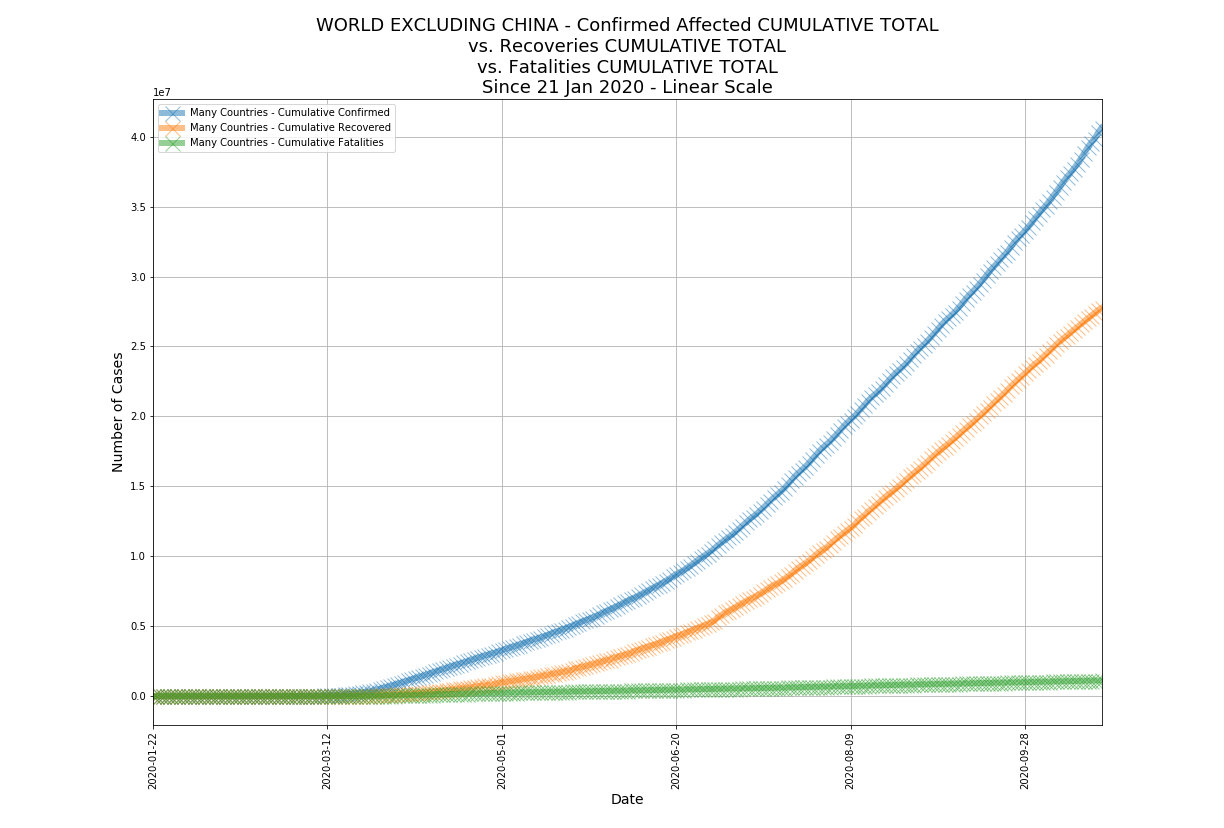 WORLD EXCLUDING CHINA - Confirmed Affected CUMULATIVE TOTAL
vs. Recoveries CUMULATIVE TOTAL
vs. Fatalities CUMULATIVE TOTAL
Since 21 Jan 2020 - Linear Scale
1e7
Many Countries - Cumulative Confirmed
Many Countries - Cumulative Recovered
Many Countries - Cumulative Fatalities
4.0
3.5
3.0
2.5
2.0
1.5
1.0
0.5
0.0
Number of Cases
2020-01-22
2020-03-12
2020-05-01
2020-06-20
2020-08-09
2020-09-28
Date